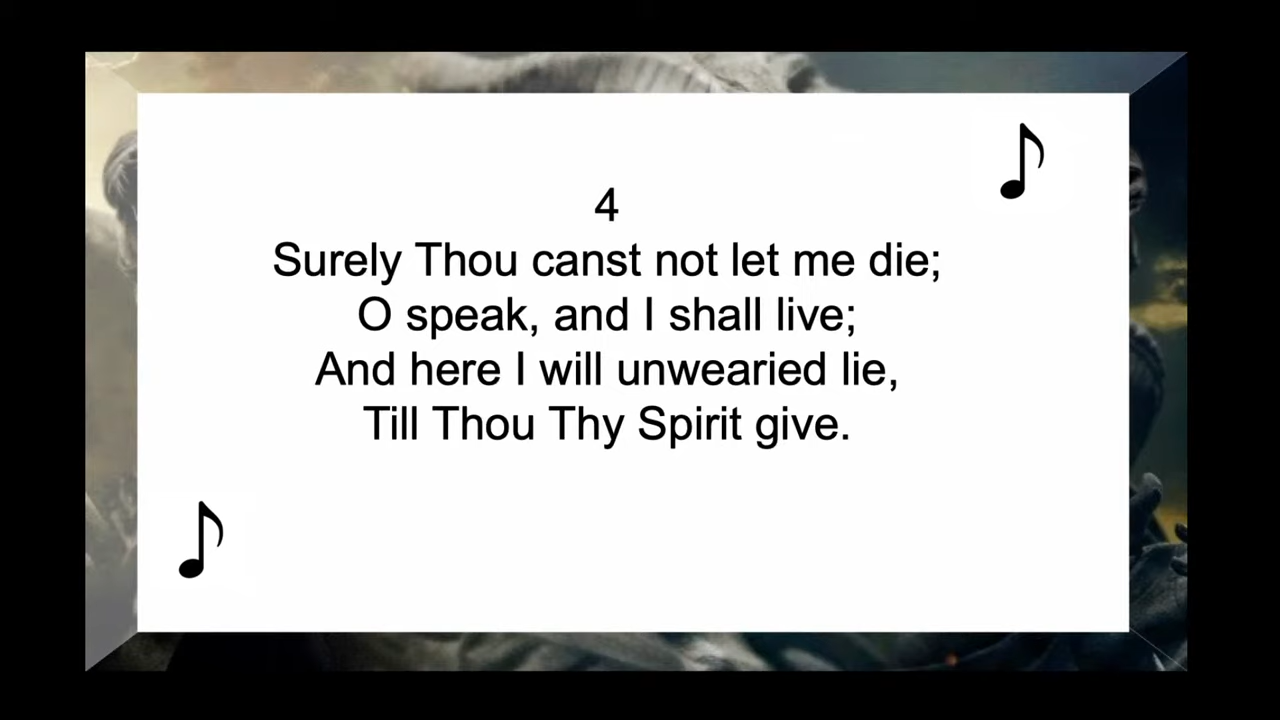 4
Surely Thou canst not let me die;
O speak, and I shall live;
And here I will unwearied lie,
Till Thou Thy Spirit give.